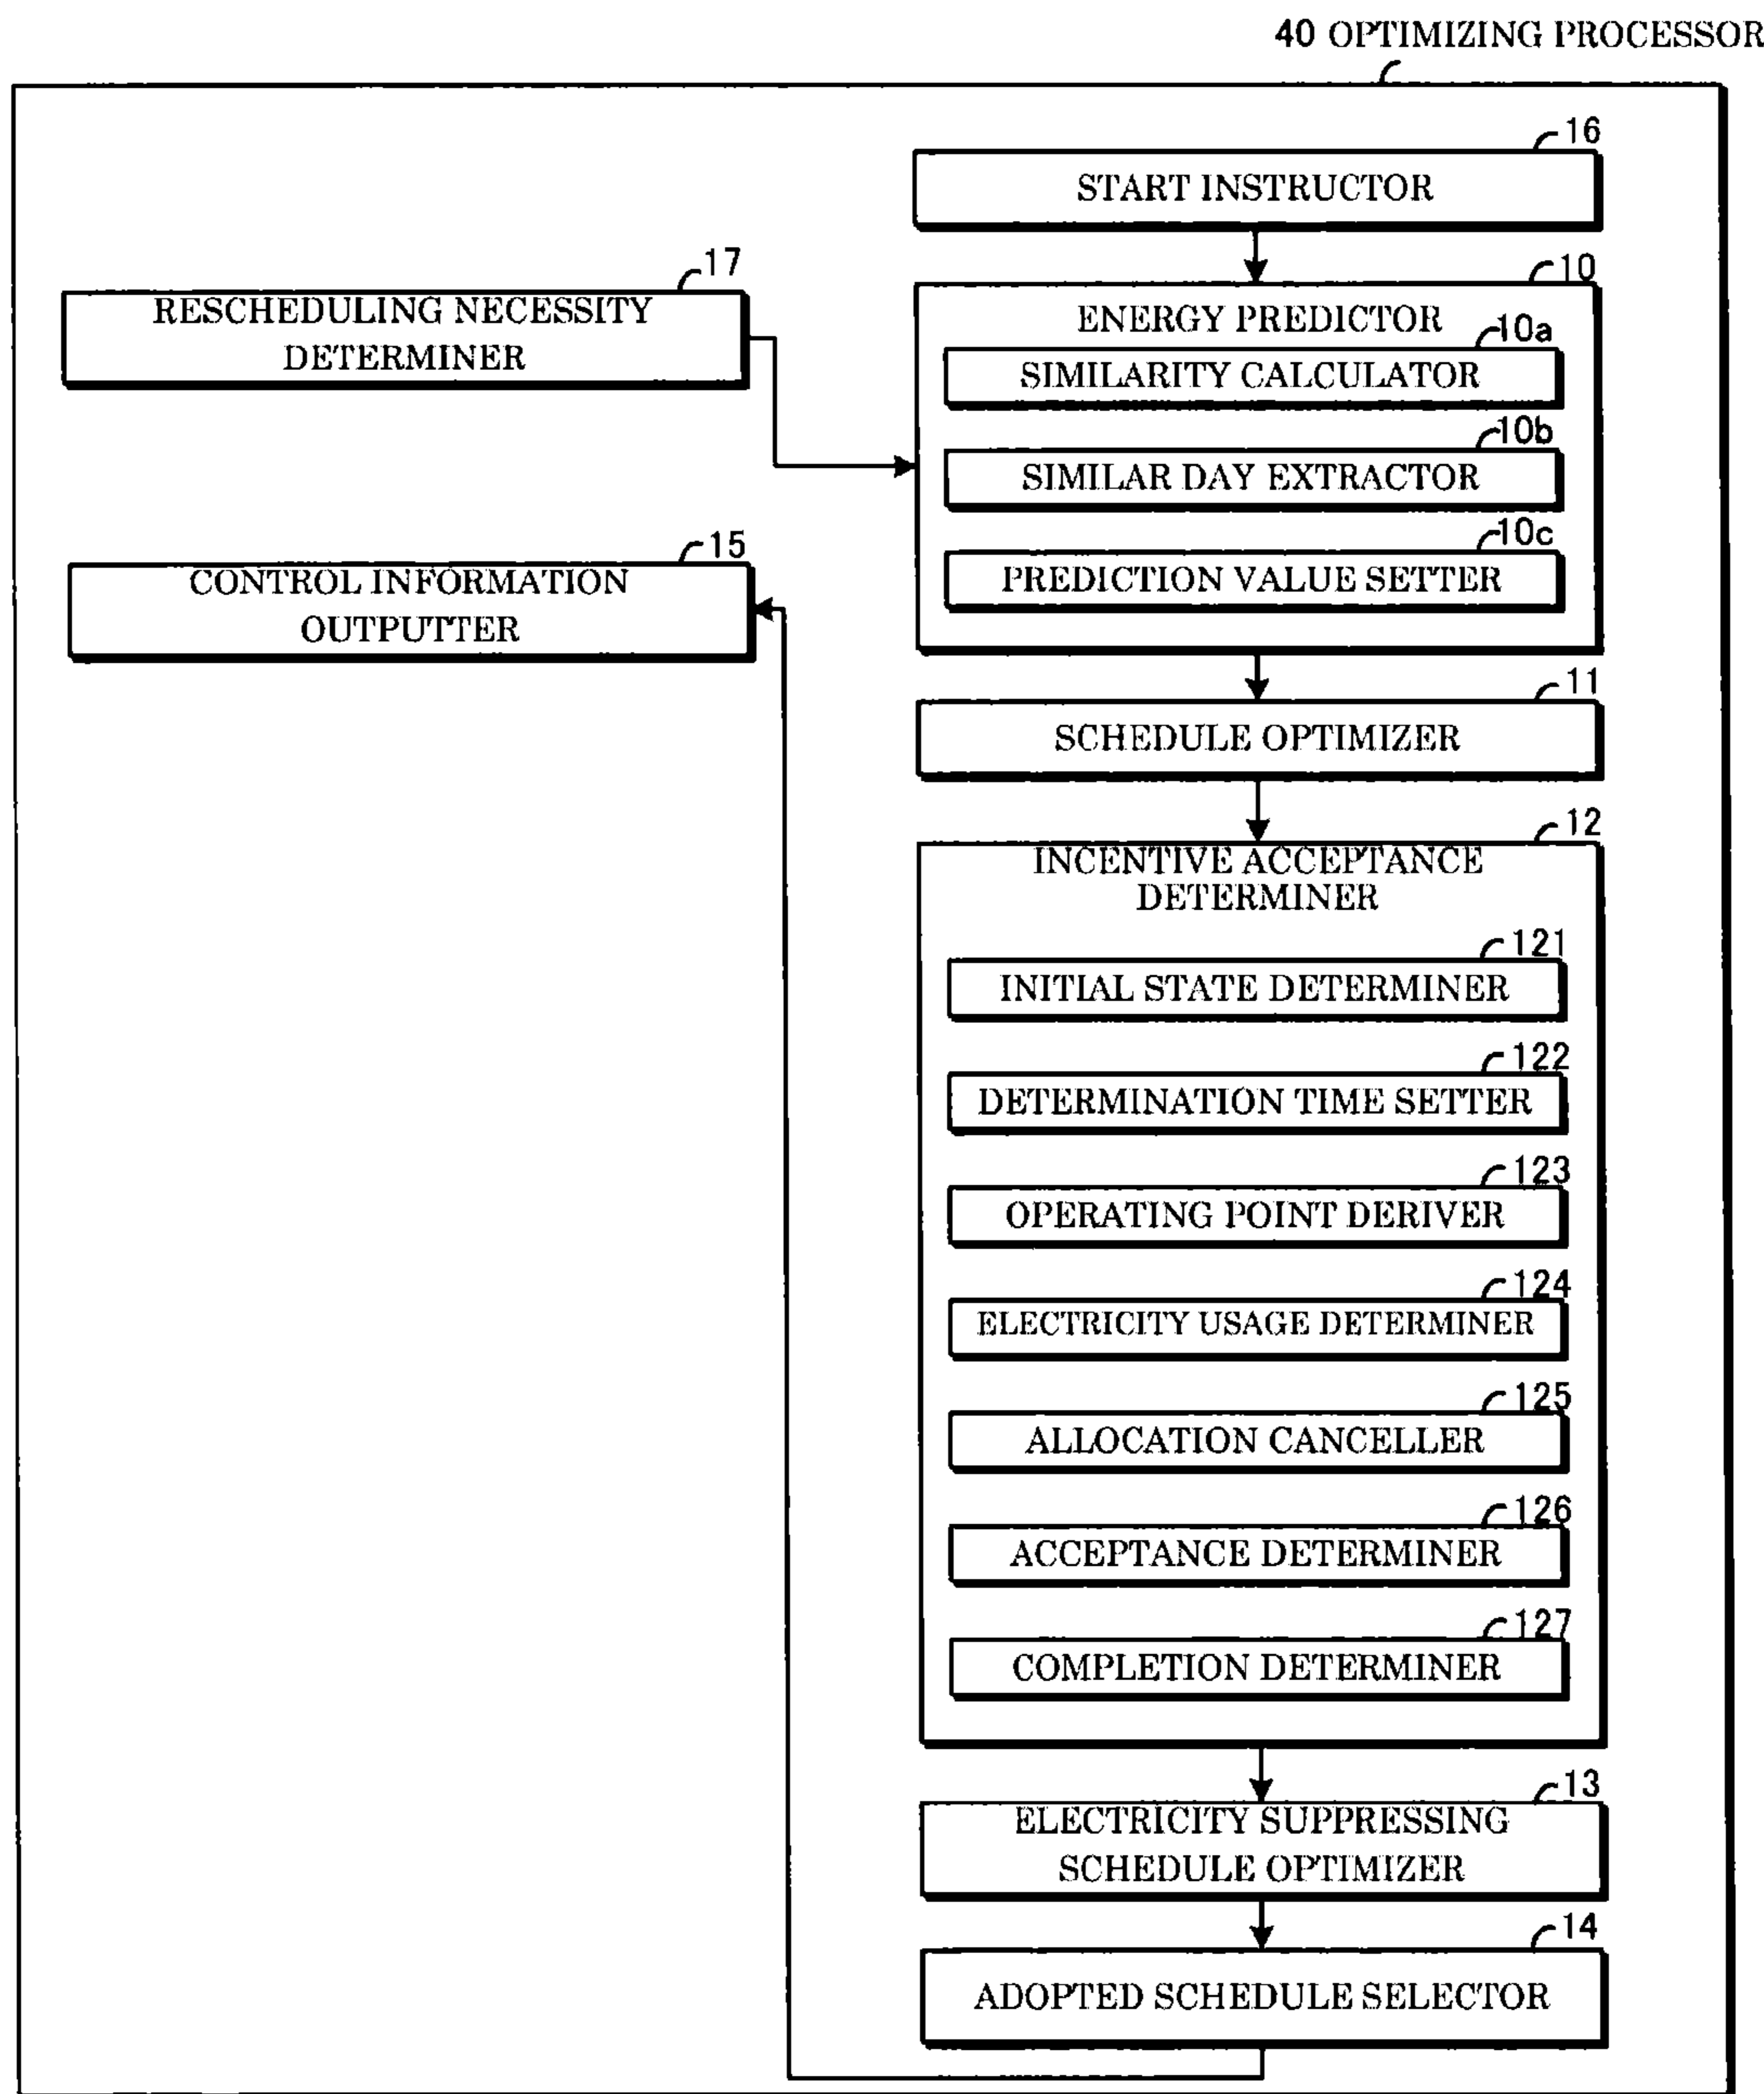 40 OPTIMIZING PROCESSOR
16
START INSTRUCTOR
17
RESCHEDULING NECESSITY
DETERMINER
10
ENERGY PREDICTOR
10a
SIMILARITY CALCULATOR
10b
SIMILAR DAY EXTRACTOR
10c
PREDICTION VALUE SETTER
15
CONTROL INFORMATION
OUTPUTTER
11
SCHEDULE OPTIMIZER
12
INCENTIVE ACCEPTANCE
DETERMINER
121
INITIAL STATE DETERMINER
122
DETERMINATION TIME SETTER
123
OPERATING POINT DERIVER
124
ELECTRICITY USAGE DETERMINER
125
ALLOCATION CANCELLER
126
ACCEPTANCE DETERMINER
127
COMPLETION DETERMINER
13
ELECTRICITY SUPPRESSING
SCHEDULE OPTIMIZER
14
ADOPTED SCHEDULE SELECTOR